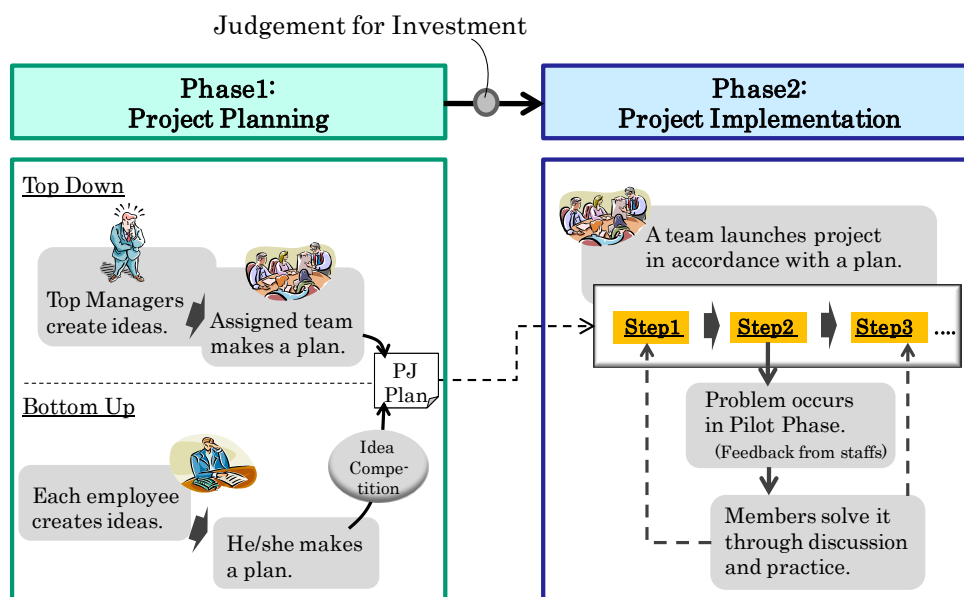 Judgement for Investment
Phase1:
Project Planning
Phase2:
Project Implementation
Top Down
Top Managers
create ideas.
Assigned team
makes a plan.
PJ
Plan
Bottom Up
Idea
Compe-
tition
Each employee
creates ideas.
He/she makes
a plan.
A team launches project
in accordance with a plan.
Step1
Step2
Step3 ....
Problem occurs
in Pilot Phase.
(Feedback from staffs)
Members solve it
through discussion
and practice.